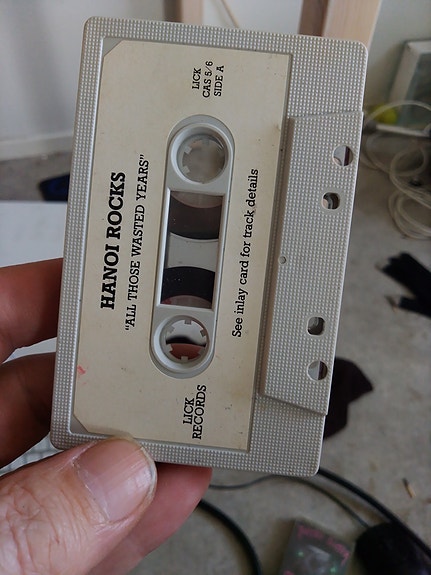 HANOI ROCKS
"ALL THOSE WASTED YEARS"
LICK
RECORDS
LICK
CAS 5/6
SIDE A
See inlay card for track details